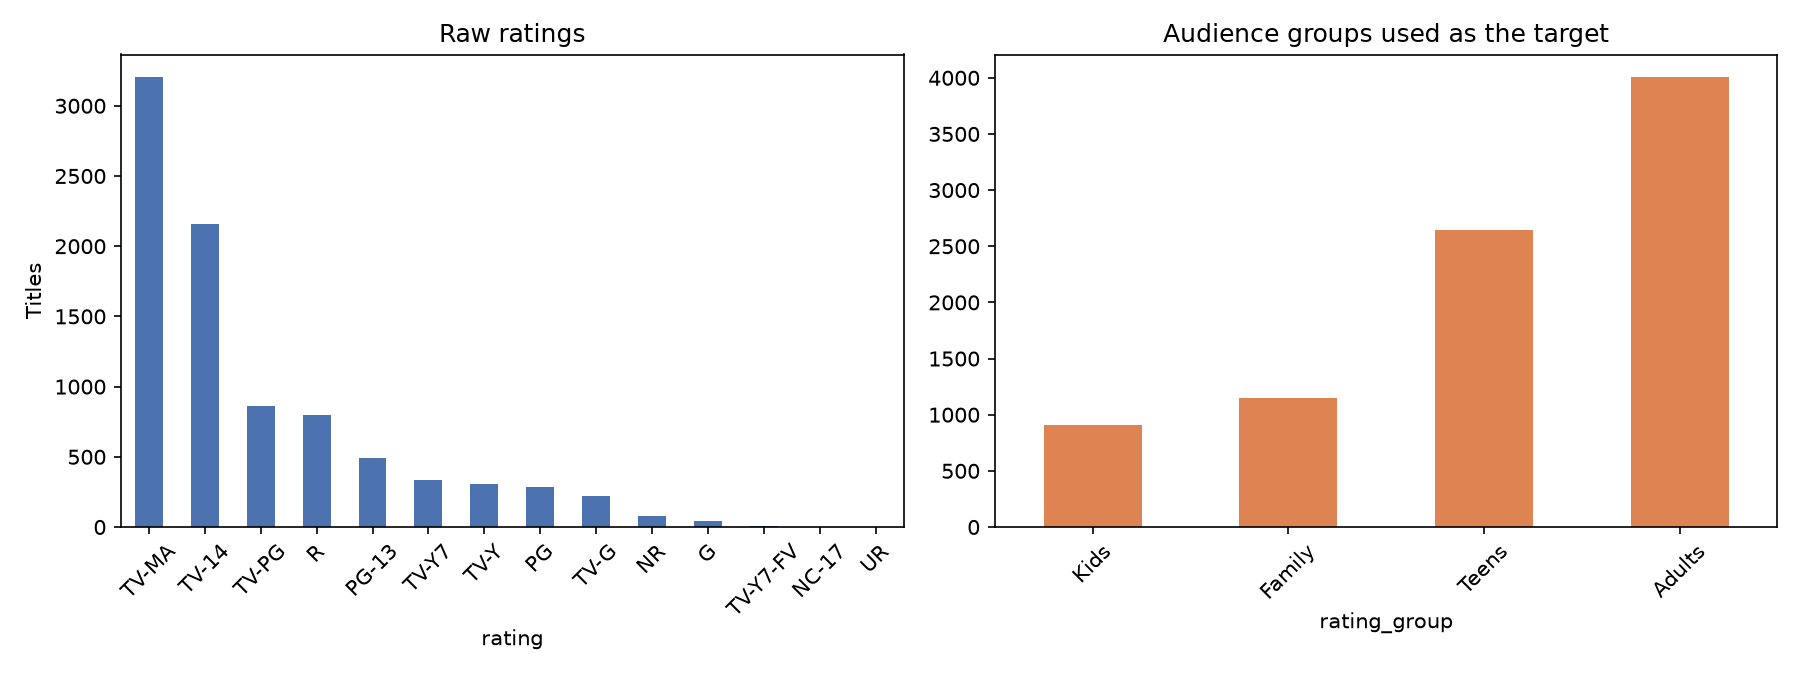 Raw ratings
3000
2500
2000
1500
1000
500
0
Titles
TV-MA
TV-14
TV-PG
R
PG-13
TV-Y7
TV-Y
PG
TV-G
NR
G
TV-Y7-FV
NC-17
UR
rating
Audience groups used as the target
4000
3500
3000
2500
2000
1500
1000
500
0
Kids
Family
Teens
Adults
rating_group